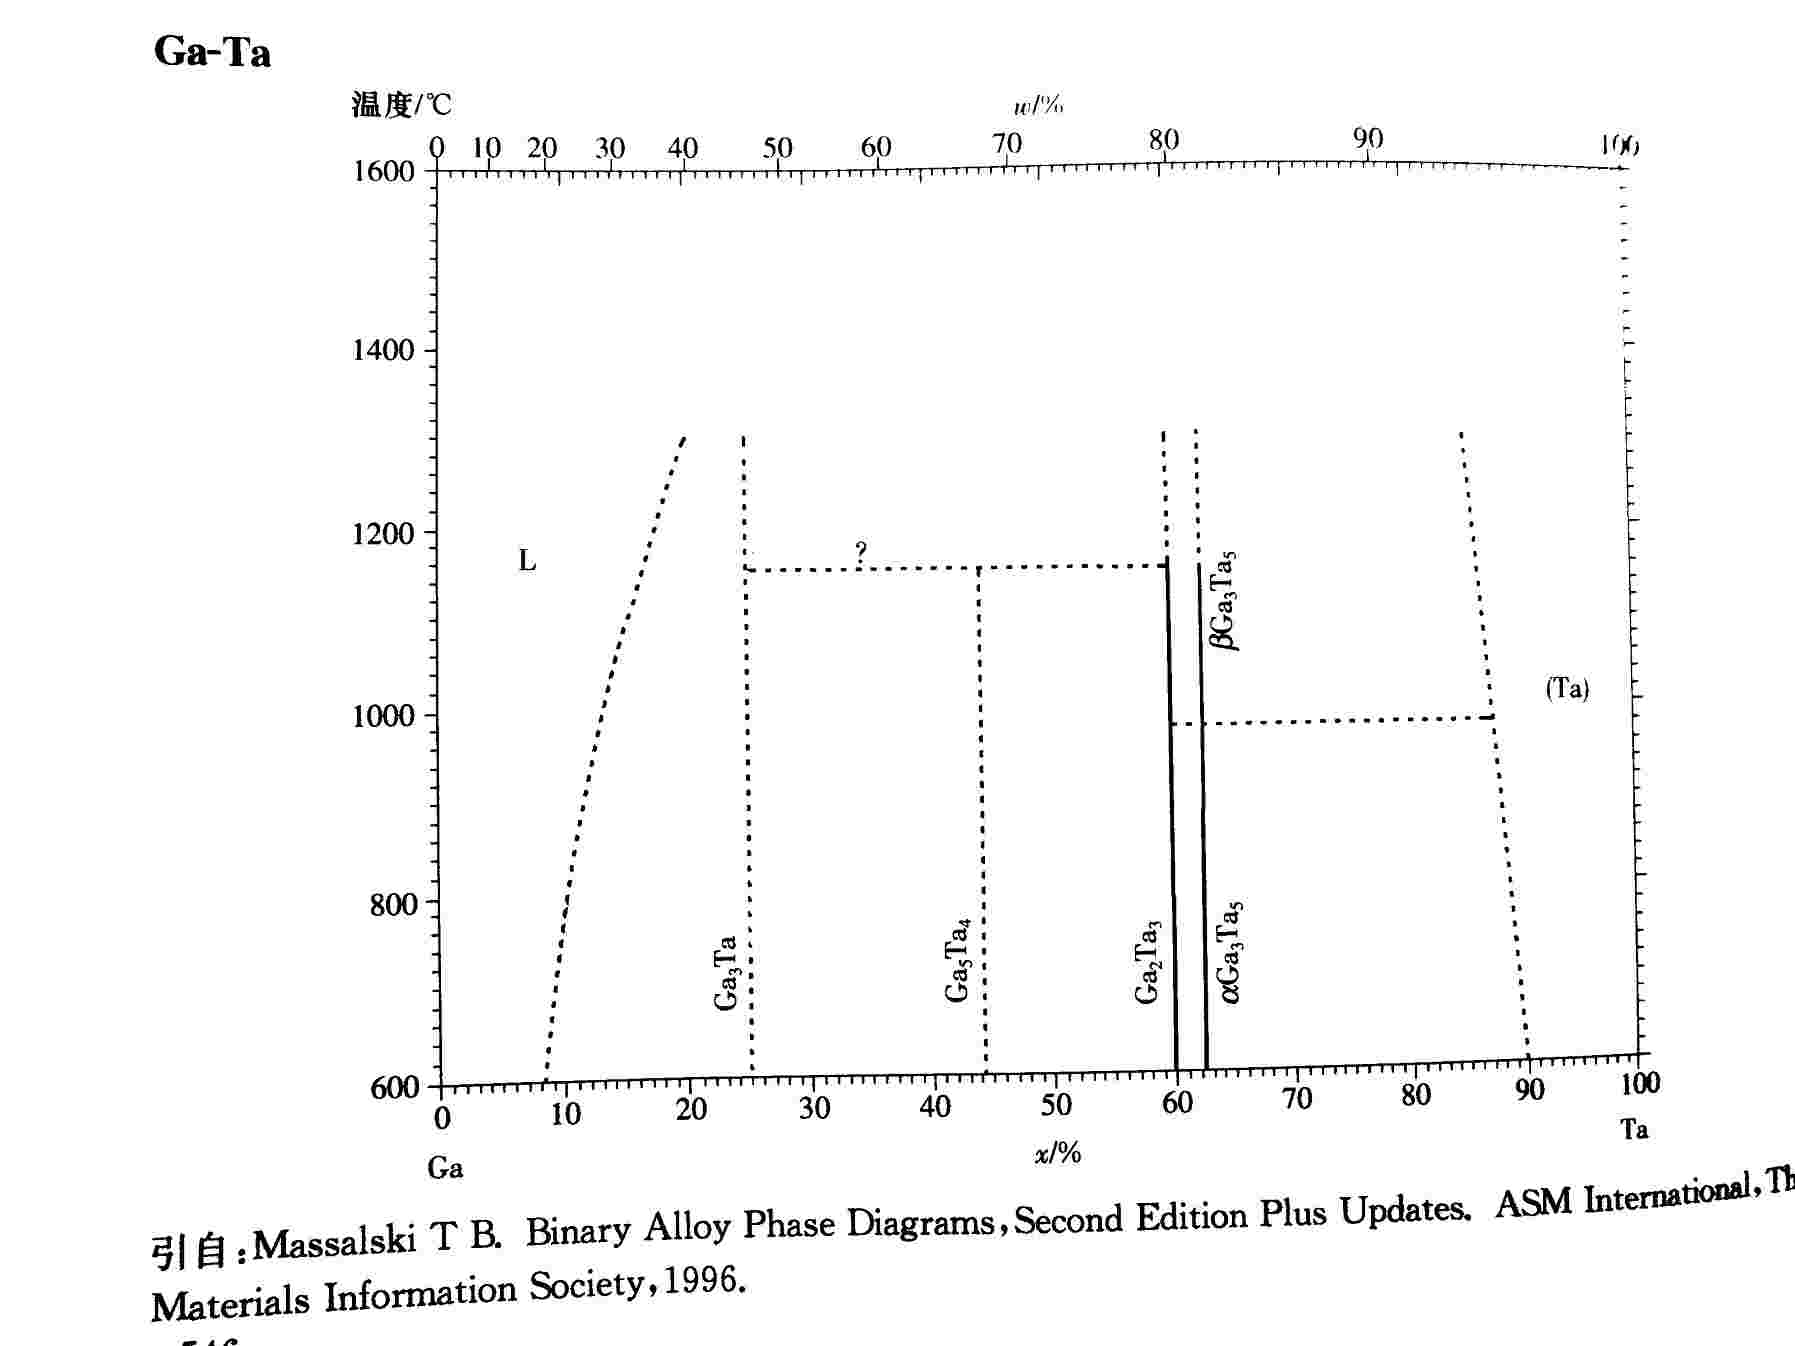 Ga-Ta
温度/℃
w/%
0 10 20 30 40 50 60 70 80 90 100
1600
1400
1200
1000
800
600
L
?
βGa₃Ta₅
(Ta)
Ga₃Ta
Ga₅Ta₄
Ga₂Ta₃
αGa₃Ta₅
0 10 20 30 40 50 60 70 80 90 100
Ga
x/%
Ta
引自:Massalski T B. Binary Alloy Phase Diagrams, Second Edition Plus Updates. ASM International, Th
Materials Information Society, 1996.